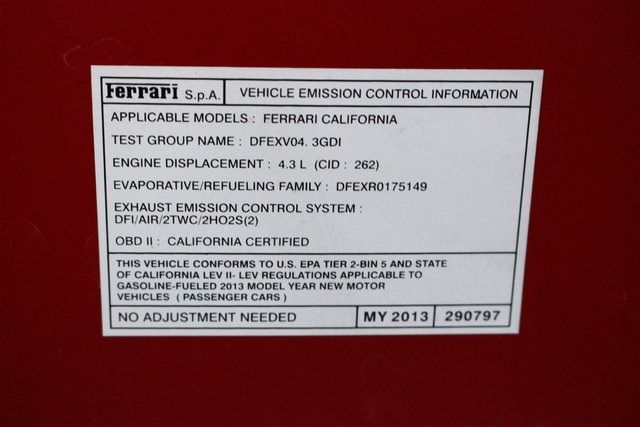 Ferrari S.p.A. VEHICLE EMISSION CONTROL INFORMATION
APPLICABLE MODELS : FERRARI CALIFORNIA
TEST GROUP NAME : DFEXV04. 3GDI
ENGINE DISPLACEMENT : 4.3 L (CID : 262)
EVAPORATIVE/REFUELING FAMILY : DFEXR0175149
EXHAUST EMISSION CONTROL SYSTEM :
DFI/AIR/2TWC/2HO2S(2)
OBD II : CALIFORNIA CERTIFIED
THIS VEHICLE CONFORMS TO U.S. EPA TIER 2-BIN 5 AND STATE
OF CALIFORNIA LEV II- LEV REGULATIONS APPLICABLE TO
GASOLINE-FUELED 2013 MODEL YEAR NEW MOTOR
VEHICLES ( PASSENGER CARS )
NO ADJUSTMENT NEEDED MY 2013 290797